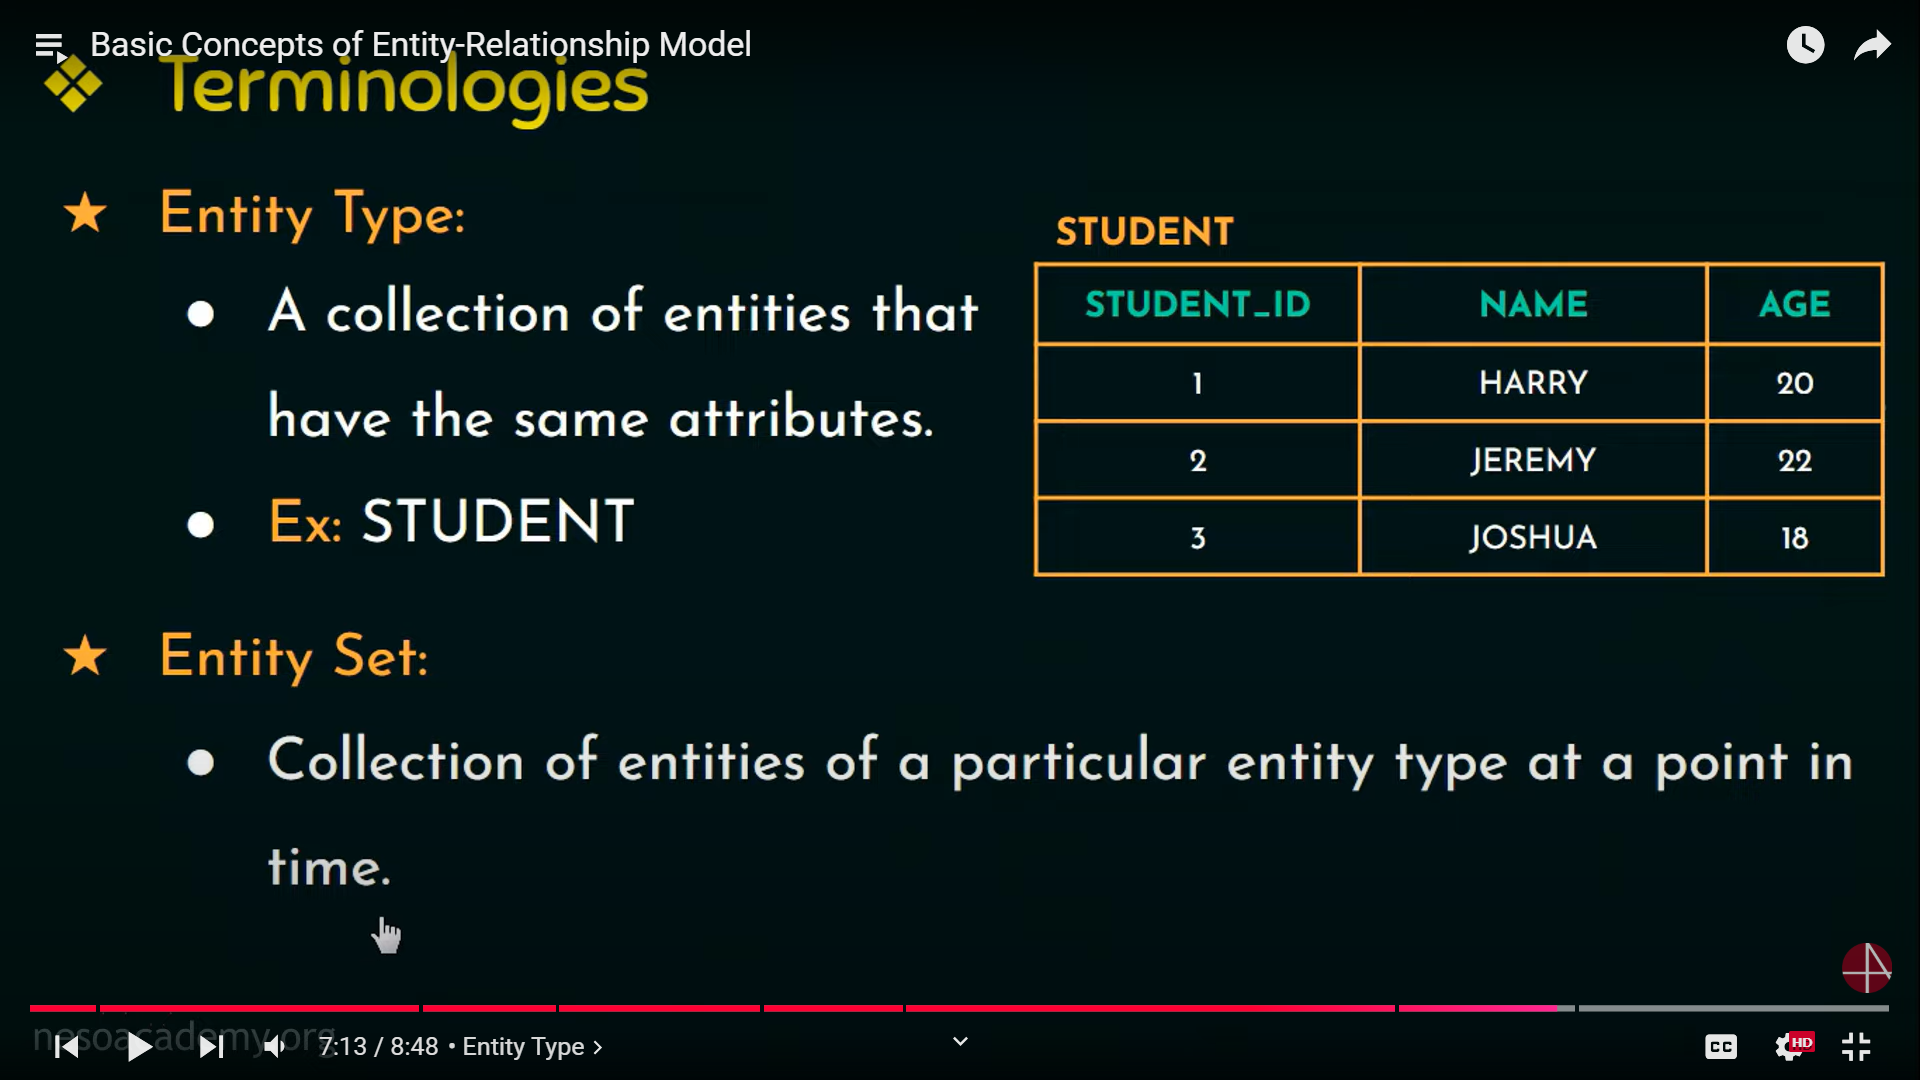 Basic Concepts of Entity-Relationship Model
Terminologies
Entity Type:
A collection of entities that
have the same attributes.
Ex: STUDENT
STUDENT
STUDENT_ID NAME AGE
1 HARRY 20
2 JEREMY 22
3 JOSHUA 18
Entity Set:
Collection of entities of a particular entity type at a point in
time.
nesoacademy.org
7:13 / 8:48 • Entity Type
CC
HD